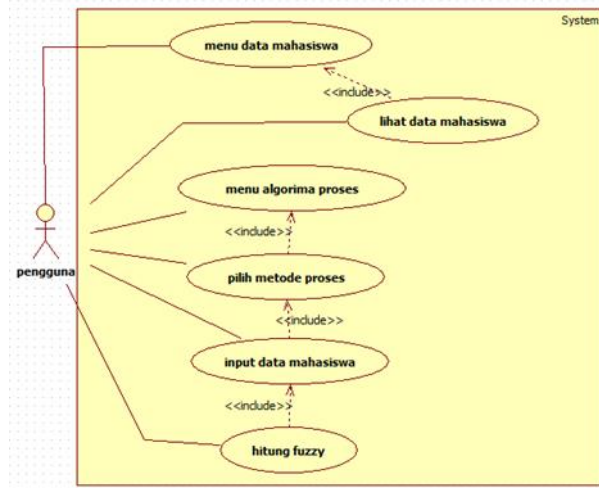 System
menu data mahasiswa
<<include>>
lihat data mahasiswa
menu algorima proses
<<include>>
pengguna
pilih metode proses
<<include>>
input data mahasiswa
<<include>>
hitung fuzzy